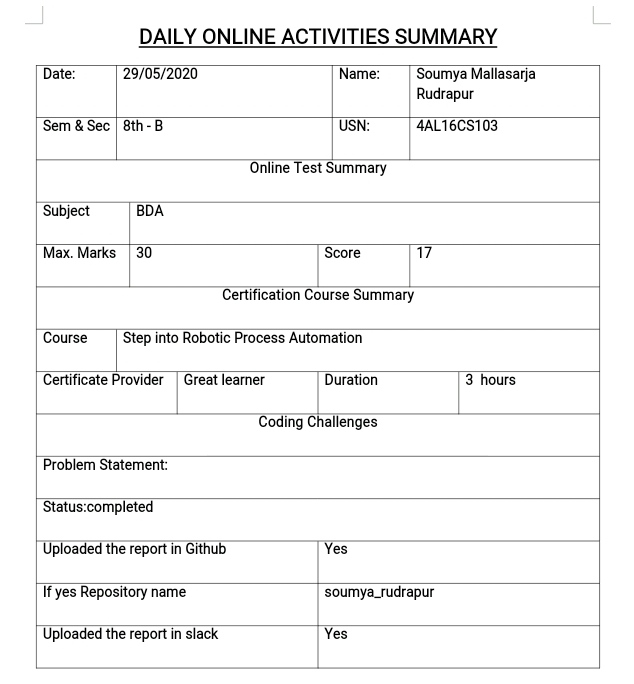 DAILY ONLINE ACTIVITIES SUMMARY
Date: 29/05/2020 Name: Soumya Mallasarja
Rudrapur
Sem & Sec 8th - B USN: 4AL16CS103
Online Test Summary
Subject BDA
Max. Marks 30 Score 17
Certification Course Summary
Course Step into Robotic Process Automation
Certificate Provider Great learner Duration 3 hours
Coding Challenges
Problem Statement:
Status:completed
Uploaded the report in Github Yes
If yes Repository name soumya_rudrapur
Uploaded the report in slack Yes